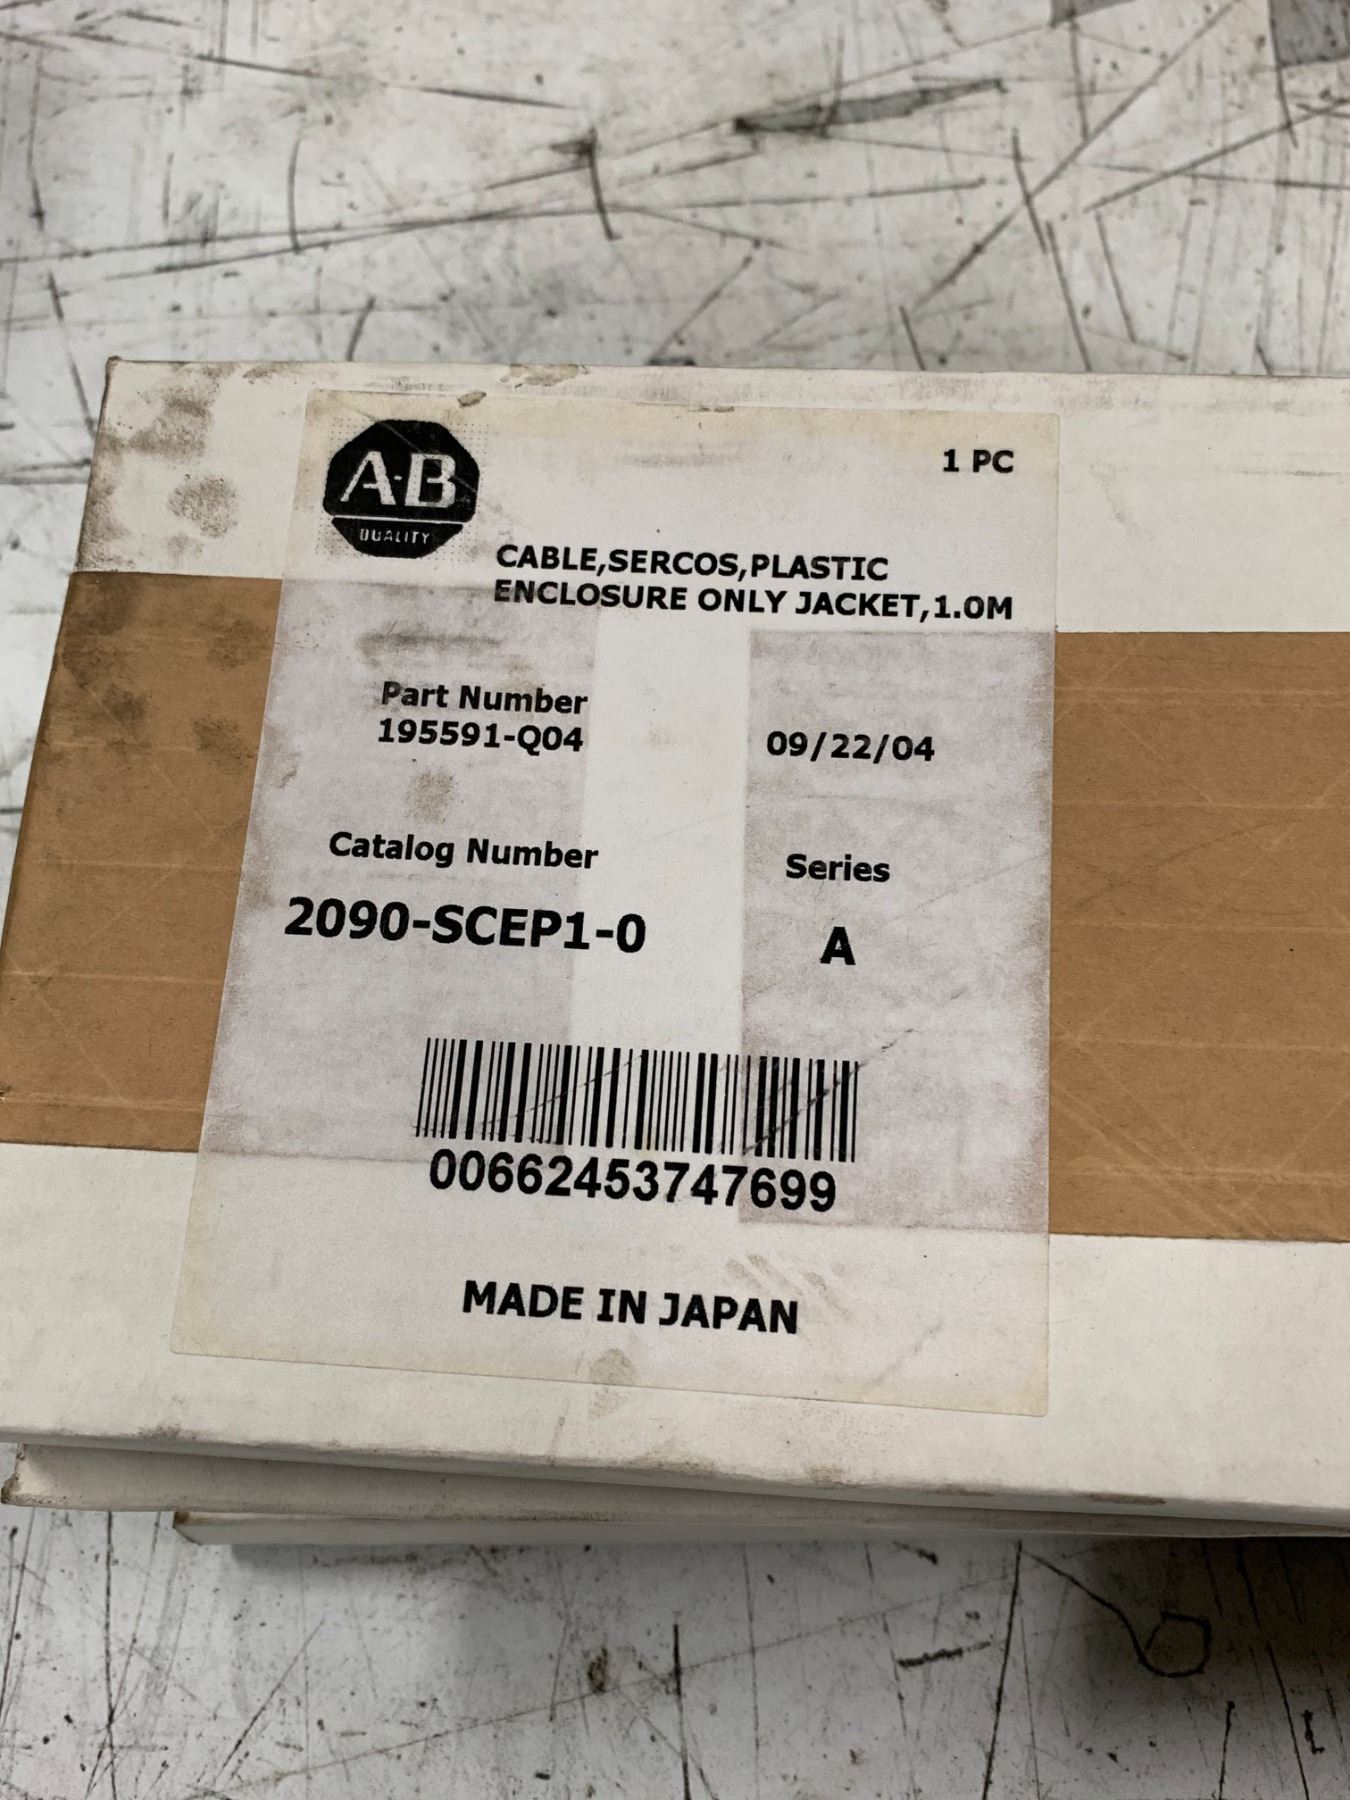 A·B
QUALITY
1 PC
CABLE,SERCOS,PLASTIC
ENCLOSURE ONLY JACKET,1.0M
Part Number
195591-Q04
09/22/04
Catalog Number
Series
2090-SCEP1-0
A
00662453747699
MADE IN JAPAN